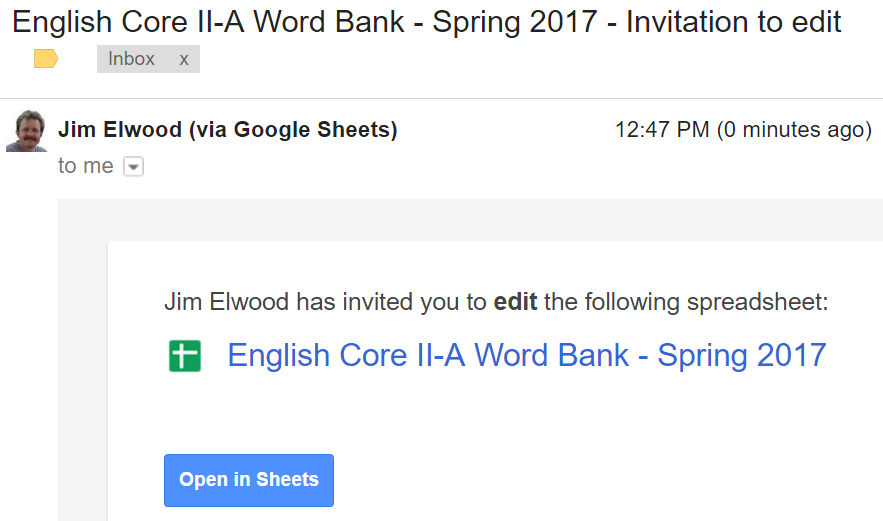 English Core II-A Word Bank - Spring 2017 - Invitation to edit
Inbox x
Jim Elwood (via Google Sheets) 12:47 PM (0 minutes ago)
to me
Jim Elwood has invited you to edit the following spreadsheet:
English Core II-A Word Bank - Spring 2017
Open in Sheets